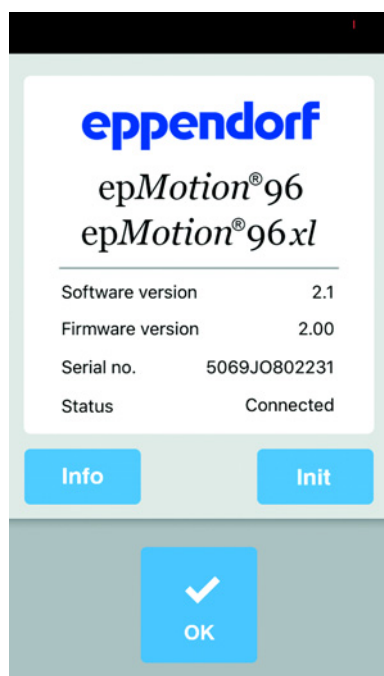 eppendorf
epMotion®96
epMotion®96xl
Software version 2.1
Firmware version 2.00
Serial no. 5069JO802231
Status Connected
Info Init
OK